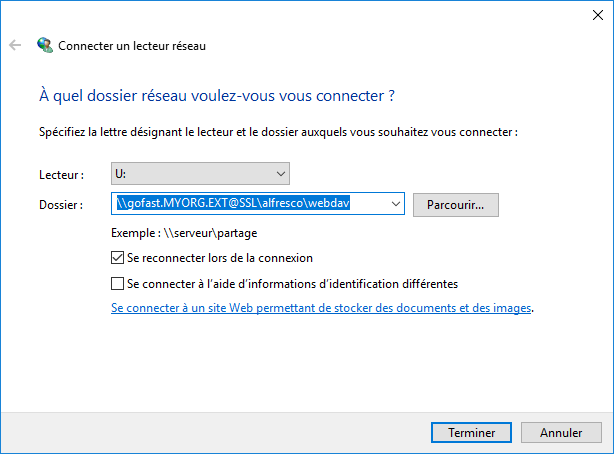 Connecter un lecteur réseau
À quel dossier réseau voulez-vous vous connecter ?
Spécifiez la lettre désignant le lecteur et le dossier auxquels vous souhaitez vous connecter :
Lecteur : U:
Dossier : \\gofast.MYORG.EXT@SSL\alfresco\webdav Parcourir...
Exemple : \\serveur\partage
Se reconnecter lors de la connexion
Se connecter à l'aide d'informations d'identification différentes
Se connecter à un site Web permettant de stocker des documents et des images.
Terminer Annuler